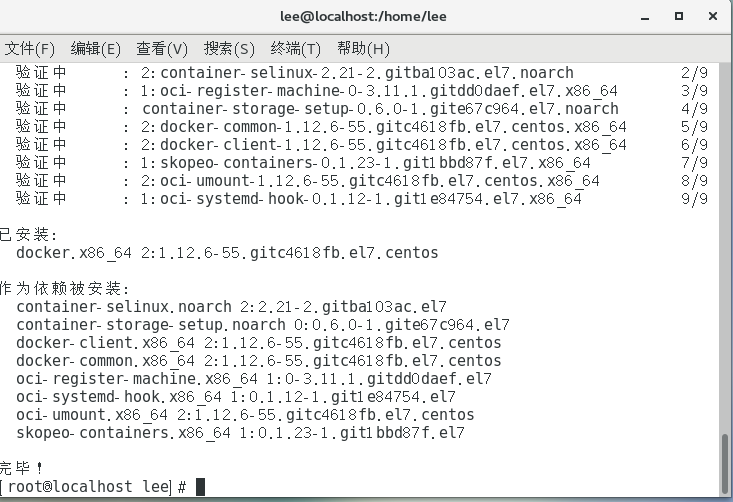 lee@localhost:/home/lee
文件(F) 编辑(E) 查看(V) 搜索(S) 终端(T) 帮助(H)
验证中 : 2:container-selinux-2.21-2.gitba103ac.el7.noarch 2/9
验证中 : 1:oci-register-machine-0-3.11.1.gitdd0daef.el7.x86_64 3/9
验证中 : container-storage-setup-0.6.0-1.gite67c964.el7.noarch 4/9
验证中 : 2:docker-common-1.12.6-55.gitc4618fb.el7.centos.x86_64 5/9
验证中 : 2:docker-client-1.12.6-55.gitc4618fb.el7.centos.x86_64 6/9
验证中 : 1:skopeo-containers-0.1.23-1.git1bbd87f.el7.x86_64 7/9
验证中 : 2:oci-umount-1.12.6-55.gitc4618fb.el7.centos.x86_64 8/9
验证中 : 1:oci-systemd-hook-0.1.12-1.git1e84754.el7.x86_64 9/9
已安装:
docker.x86_64 2:1.12.6-55.gitc4618fb.el7.centos
作为依赖被安装:
container-selinux.noarch 2:2.21-2.gitba103ac.el7
container-storage-setup.noarch 0:0.6.0-1.gite67c964.el7
docker-client.x86_64 2:1.12.6-55.gitc4618fb.el7.centos
docker-common.x86_64 2:1.12.6-55.gitc4618fb.el7.centos
oci-register-machine.x86_64 1:0-3.11.1.gitdd0daef.el7
oci-systemd-hook.x86_64 1:0.1.12-1.git1e84754.el7
oci-umount.x86_64 2:1.12.6-55.gitc4618fb.el7.centos
skopeo-containers.x86_64 1:0.1.23-1.git1bbd87f.el7
完毕！
[root@localhost lee]#